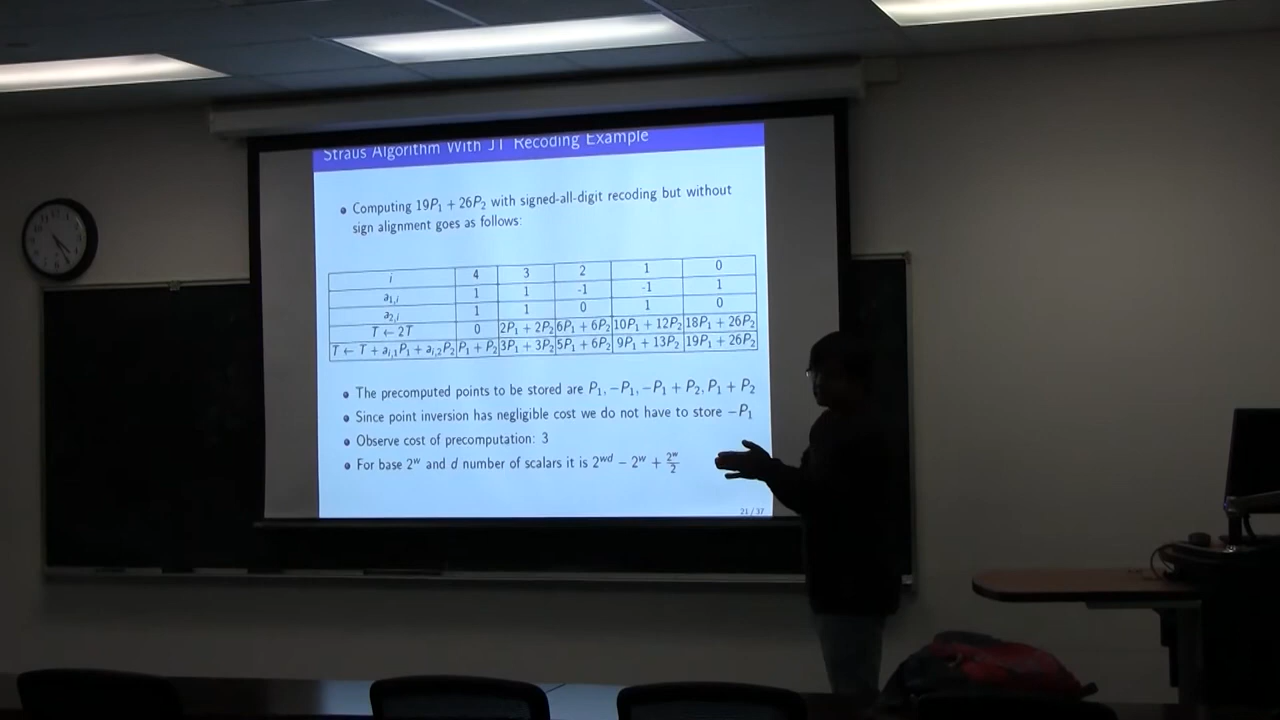 Straus Algorithm With JT Recoding Example
Computing 19P₁ + 26P₂ with signed-all-digit recoding but without
sign alignment goes as follows:
i 4 3 2 1 0
a₁,ᵢ 1 1 -1 -1 1
a₂,ᵢ 1 1 0 1 0
T ← 2T 0 2P₁ + 2P₂ 6P₁ + 6P₂ 10P₁ + 12P₂ 18P₁ + 26P₂
T ← T + aᵢ,₁P₁ + aᵢ,₂P₂ P₁ + P₂ 3P₁ + 3P₂ 5P₁ + 6P₂ 9P₁ + 13P₂ 19P₁ + 26P₂
The precomputed points to be stored are P₁, −P₁, −P₁ + P₂, P₁ + P₂
Since point inversion has negligible cost we do not have to store −P₁
Observe cost of precomputation: 3
For base 2ʷ and d number of scalars it is 2ʷᵈ − 2ʷ + 2ʷ/2
21 / 37